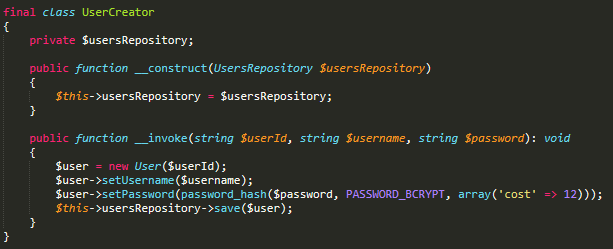 final class UserCreator
{
    private $usersRepository;

    public function __construct(UsersRepository $usersRepository)
    {
        $this->usersRepository = $usersRepository;
    }

    public function __invoke(string $userId, string $username, string $password): void
    {
        $user = new User($userId);
        $user->setUsername($username);
        $user->setPassword(password_hash($password, PASSWORD_BCRYPT, array('cost' => 12)));
        $this->usersRepository->save($user);
    }
}